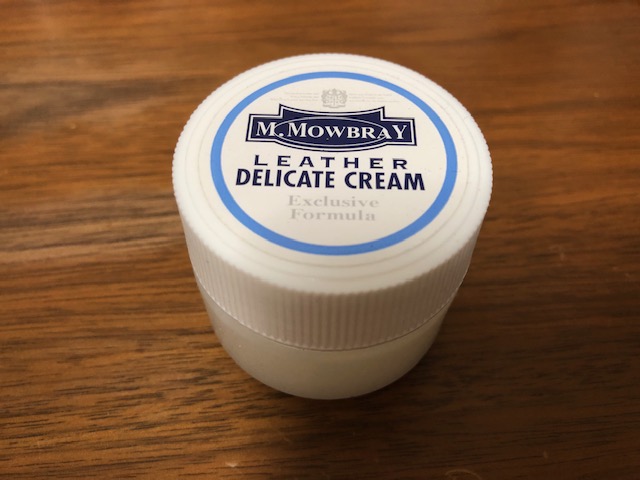 M. MOWBRAY
LEATHER
DELICATE CREAM
Exclusive
Formula